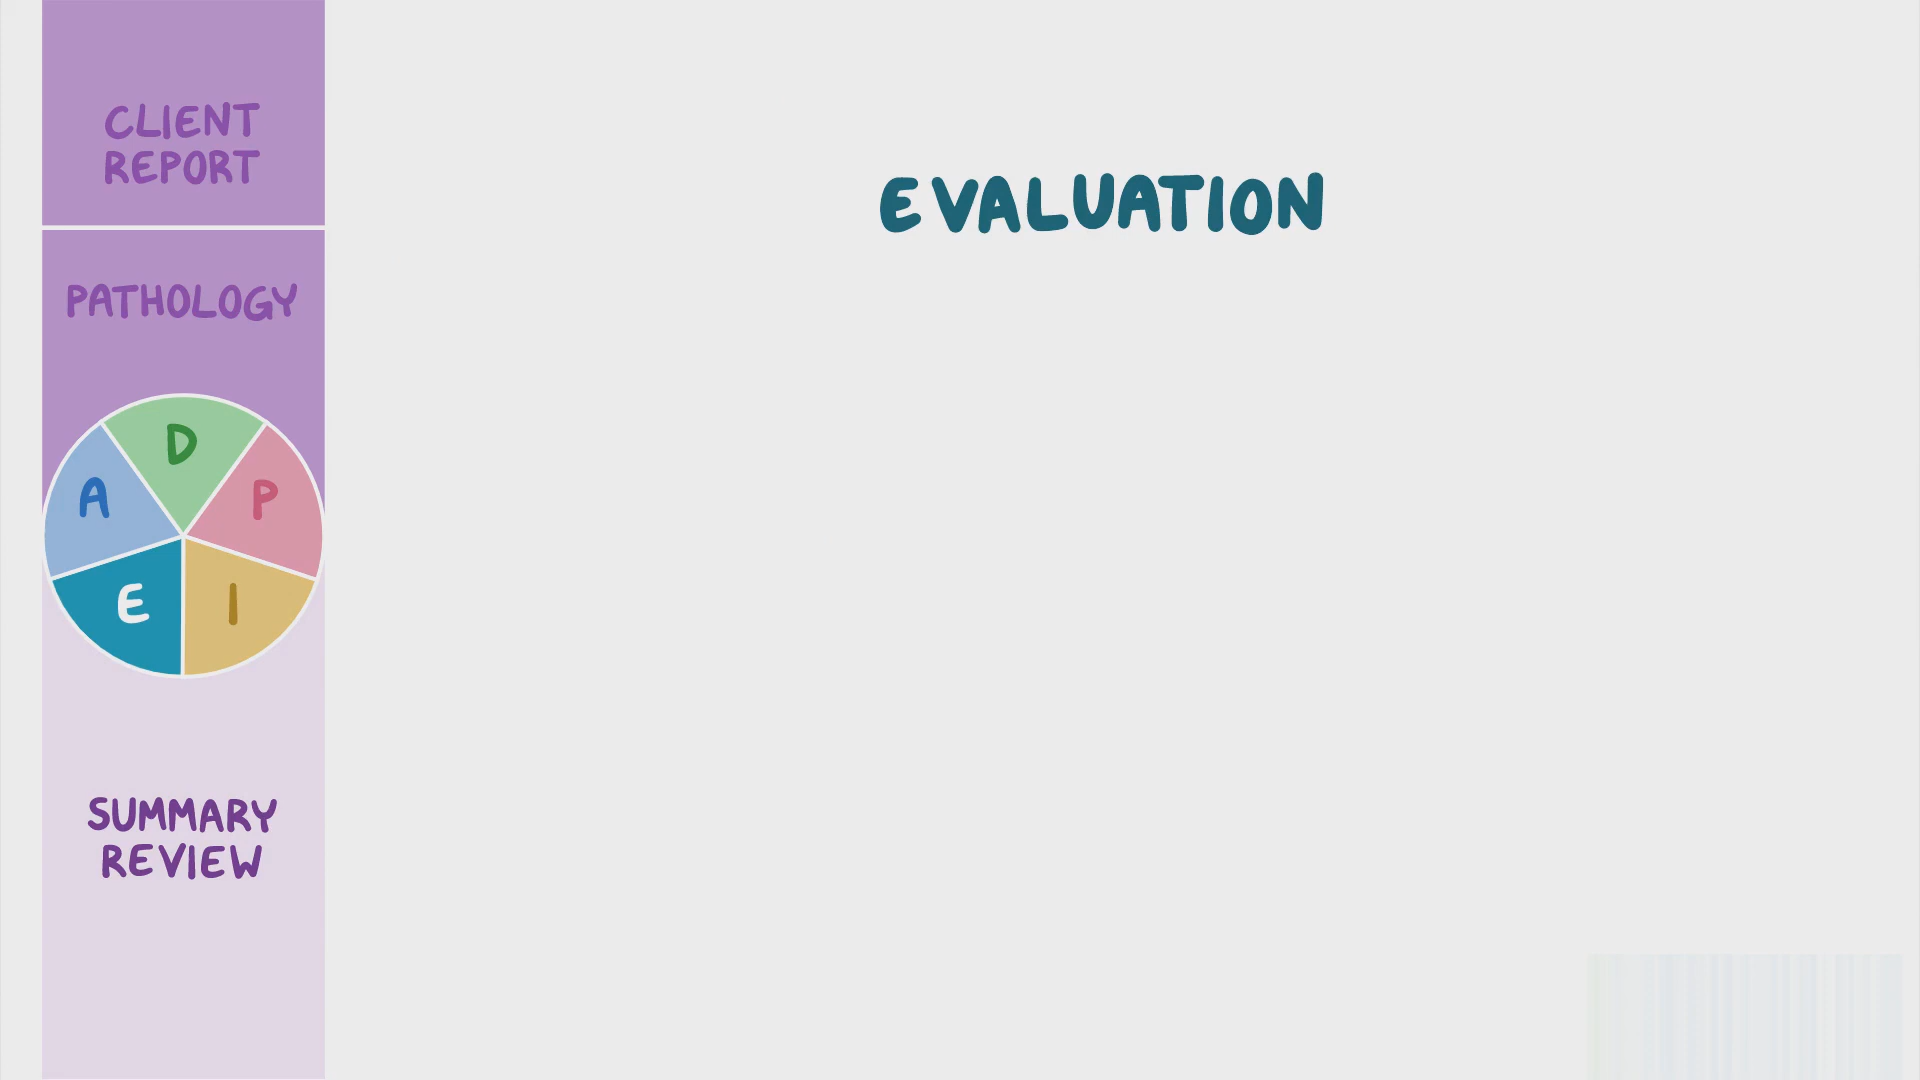 CLIENT
REPORT
PATHOLOGY
D
A
P
E
I
SUMMARY
REVIEW
EVALUATION